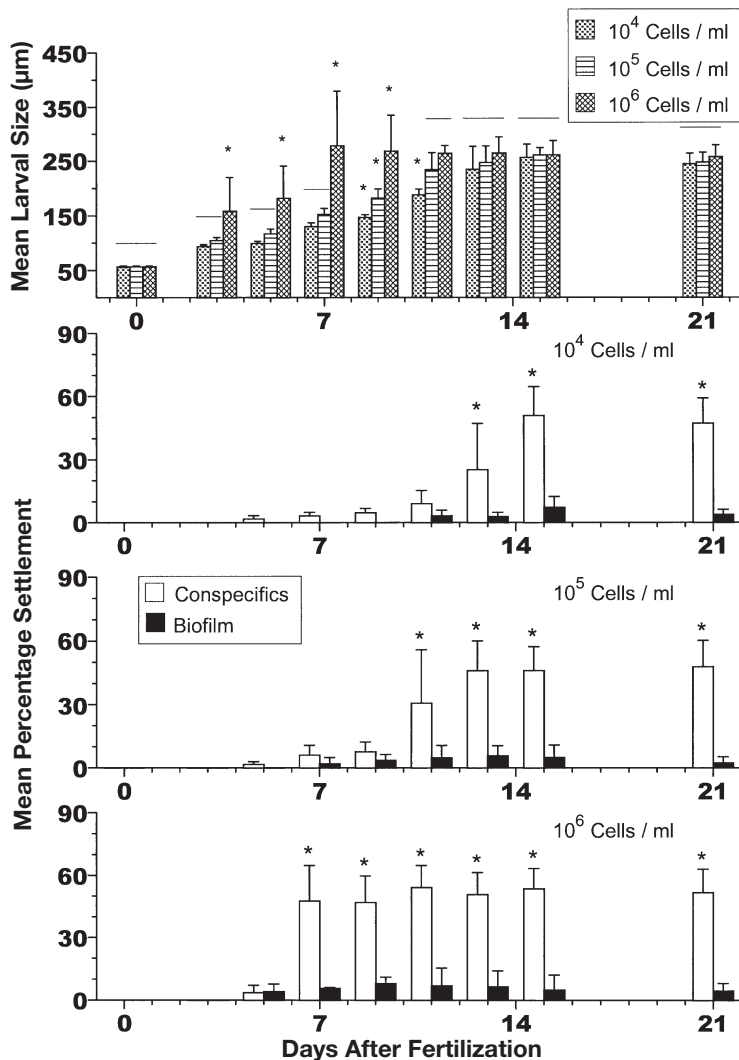 Mean Larval Size (µm)
450
350
250
150
50
10⁴ Cells / ml
10⁵ Cells / ml
10⁶ Cells / ml
* * * * * * *
0 7 14 21
Mean Percentage Settlement
90
60
30
0
10⁴ Cells / ml
* * *
0 7 14 21
90
60
30
0
Conspecifics
Biofilm
10⁵ Cells / ml
* * * *
0 7 14 21
90
60
30
0
10⁶ Cells / ml
* * * * * *
0 7 14 21
Days After Fertilization